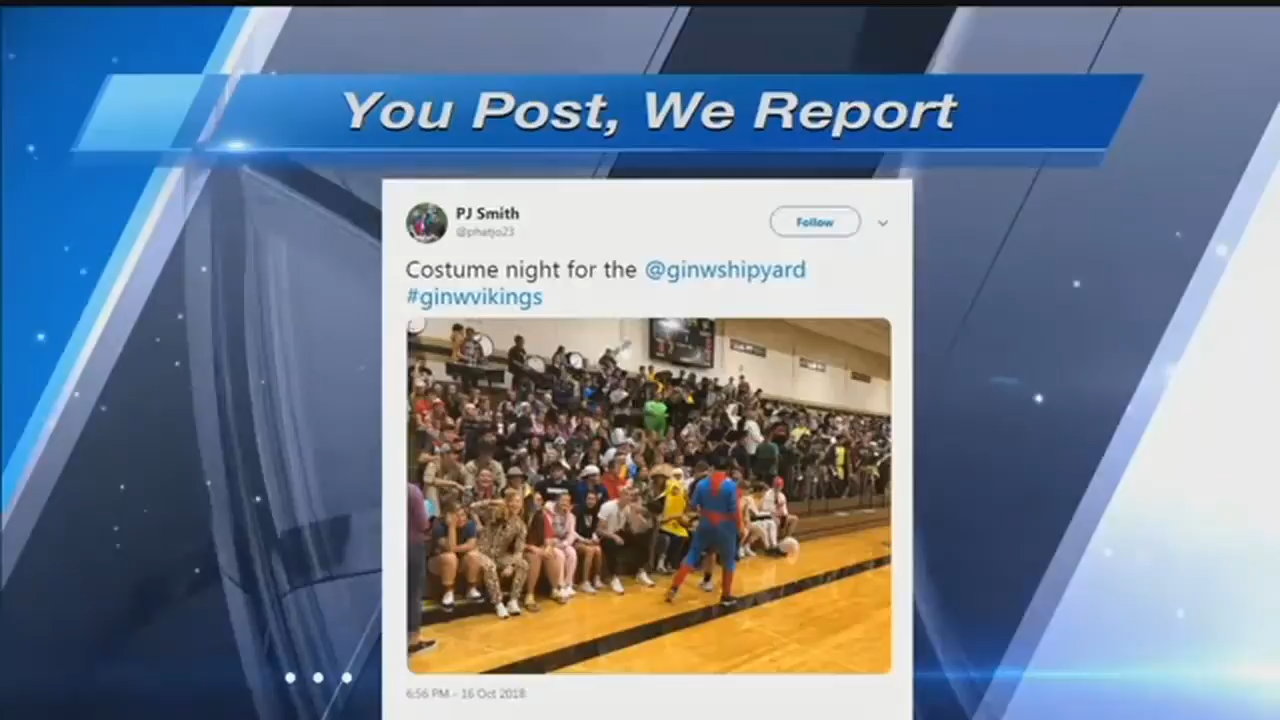 You Post, We Report
PJ Smith
@phatjo23
Follow
Costume night for the @ginwshipyard
#ginwvikings
6:56 PM - 16 Oct 2018